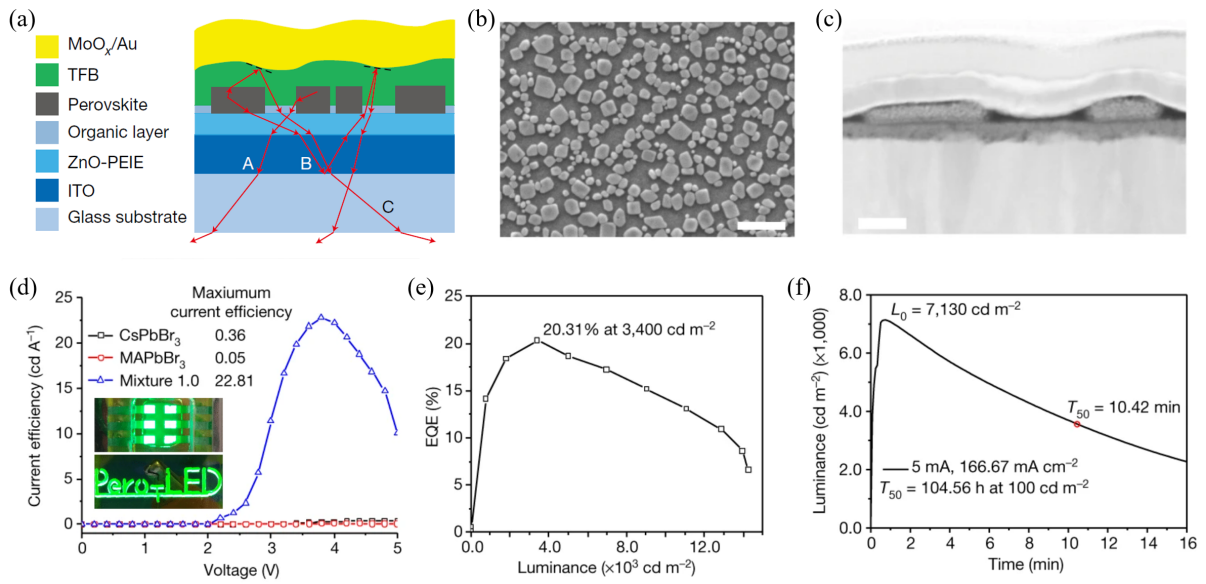 (a)
MoOx/Au
TFB
Perovskite
Organic layer
ZnO-PEIE
ITO
Glass substrate
A
B
C
(b)
(c)
(d)
Current efficiency (cd A⁻¹)
25
20
15
10
5
0
Maxiumum
current efficiency
CsPbBr₃ 0.36
MAPbBr₃ 0.05
Mixture 1.0 22.81
Pero-LED
0 1 2 3 4 5
Voltage (V)
(e)
EQE (%)
25
20
15
10
5
0
20.31% at 3,400 cd m⁻²
0 4.0 8.0 12.0
Luminance (×10³ cd m⁻²)
(f)
Luminance (cd m⁻²) (×1,000)
8.0
6.0
4.0
2.0
0.0
L₀ = 7,130 cd m⁻²
T₅₀ = 10.42 min
5 mA, 166.67 mA cm⁻²
T₅₀ = 104.56 h at 100 cd m⁻²
0 2 4 6 8 10 12 14 16
Time (min)